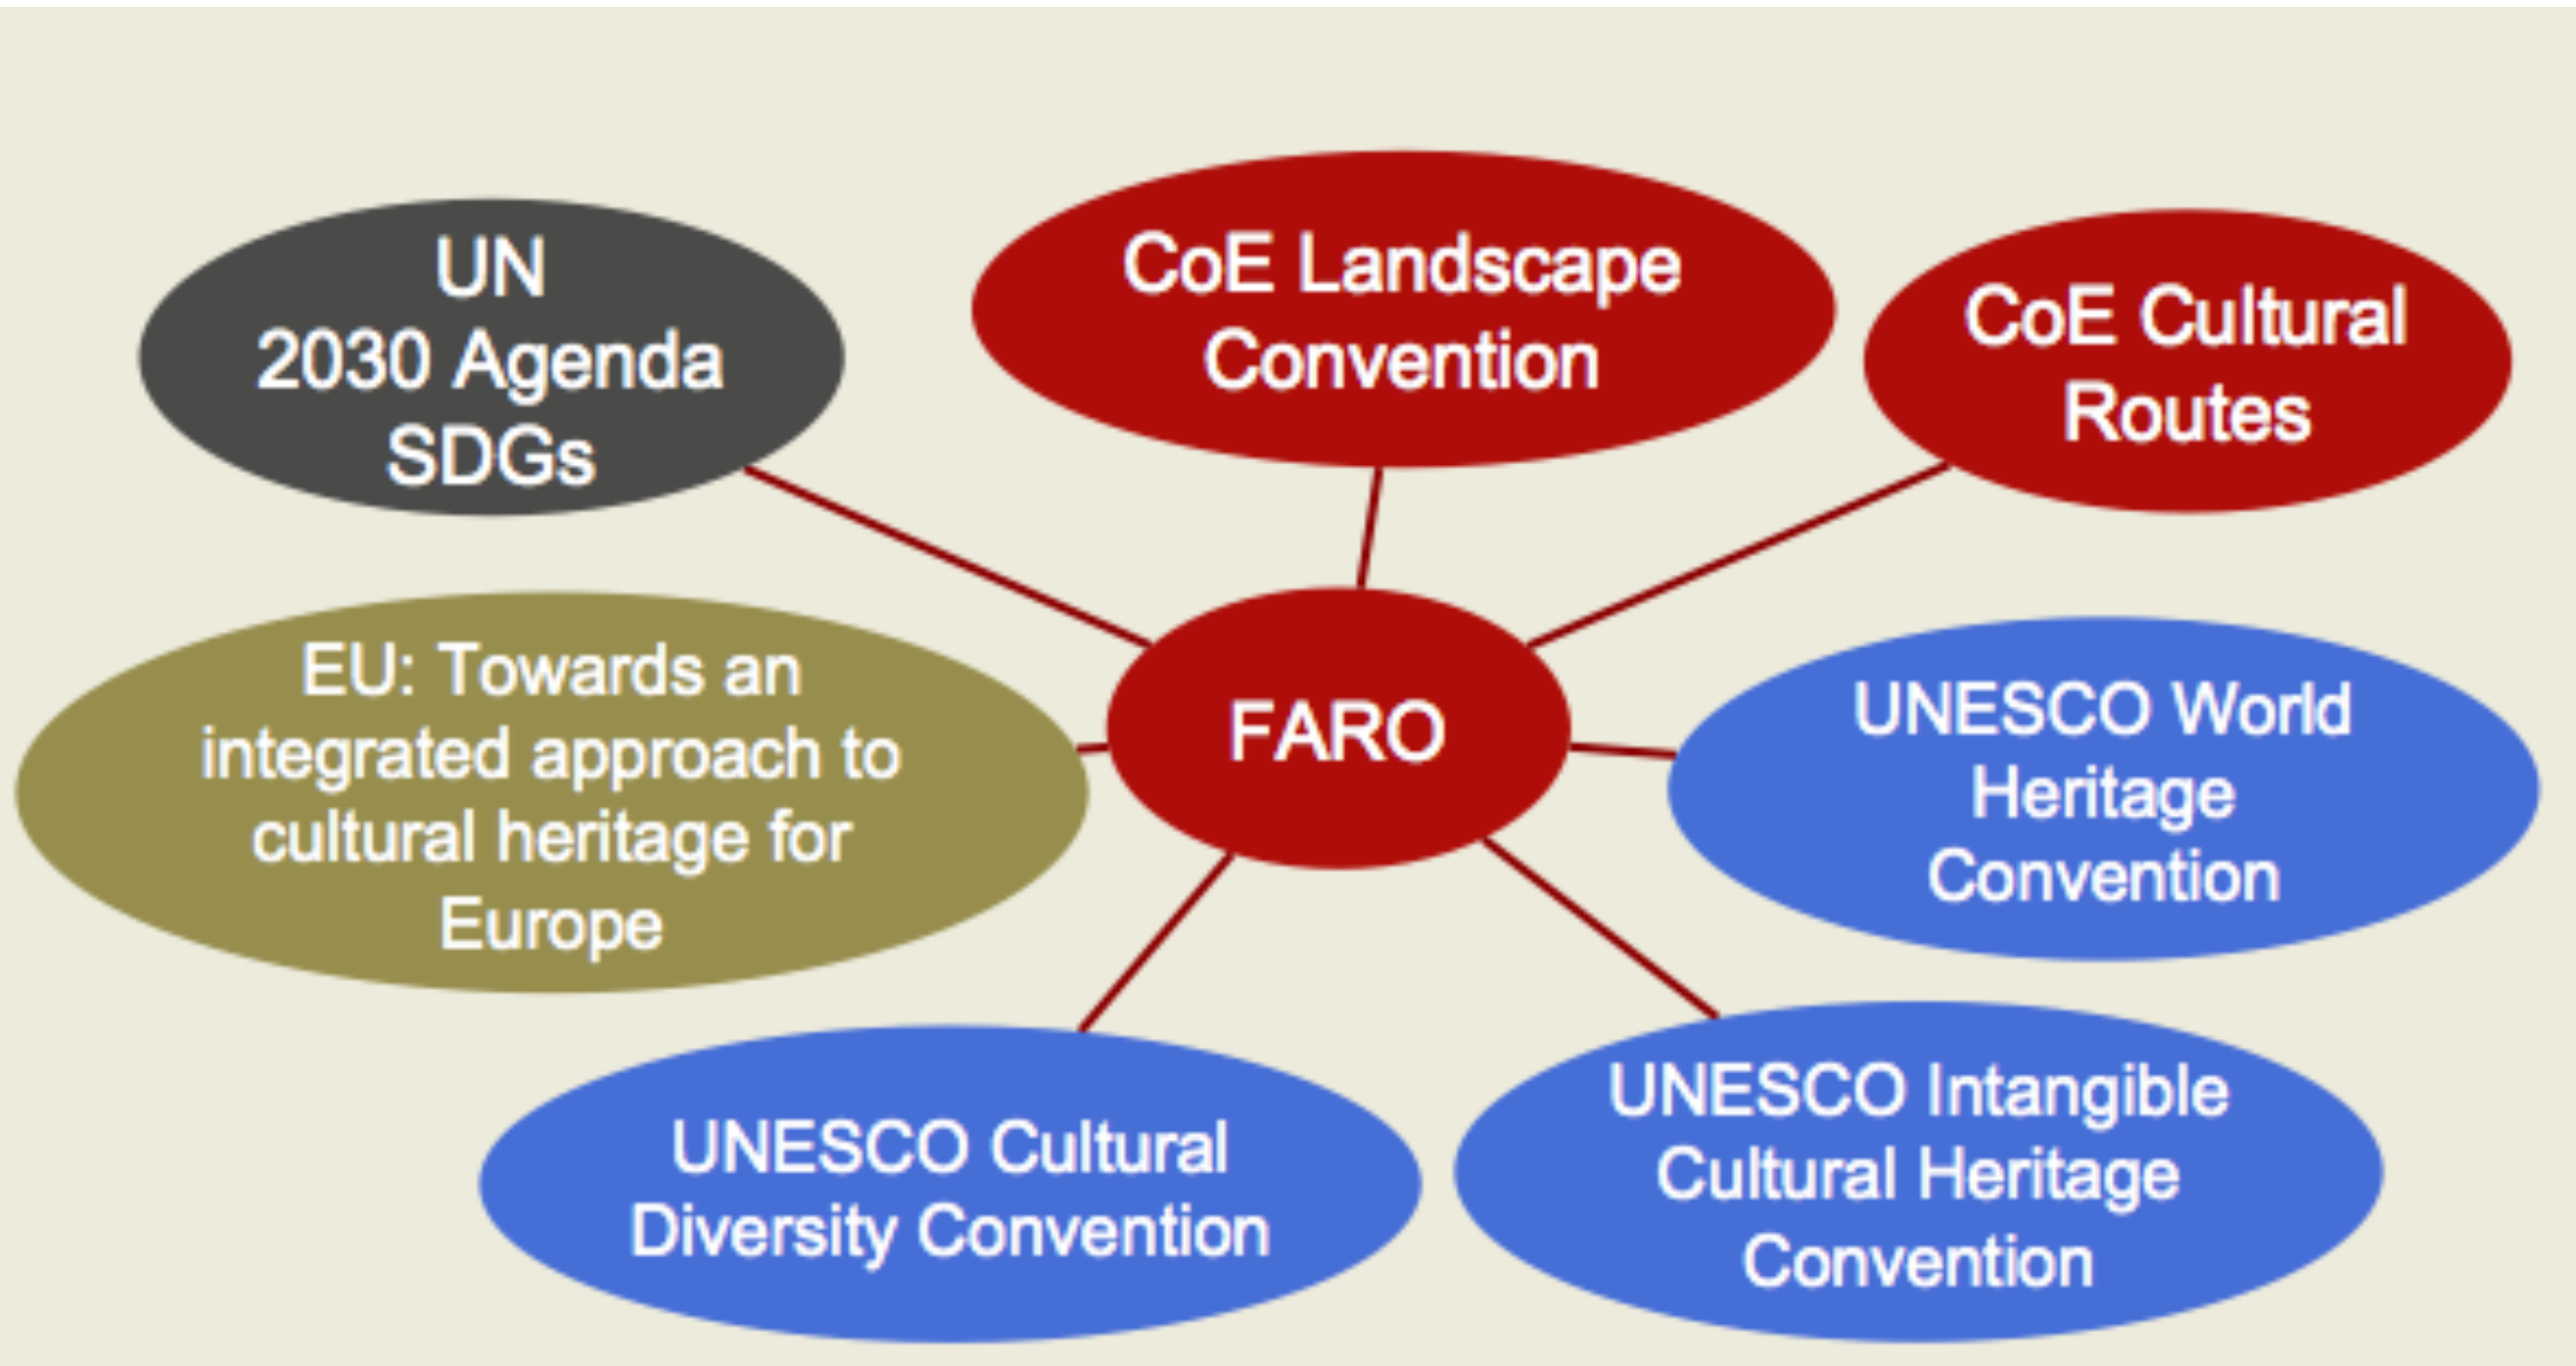 UN
2030 Agenda
SDGs
CoE Landscape
Convention
CoE Cultural
Routes
EU: Towards an
integrated approach to
cultural heritage for
Europe
FARO
UNESCO World
Heritage
Convention
UNESCO Cultural
Diversity Convention
UNESCO Intangible
Cultural Heritage
Convention